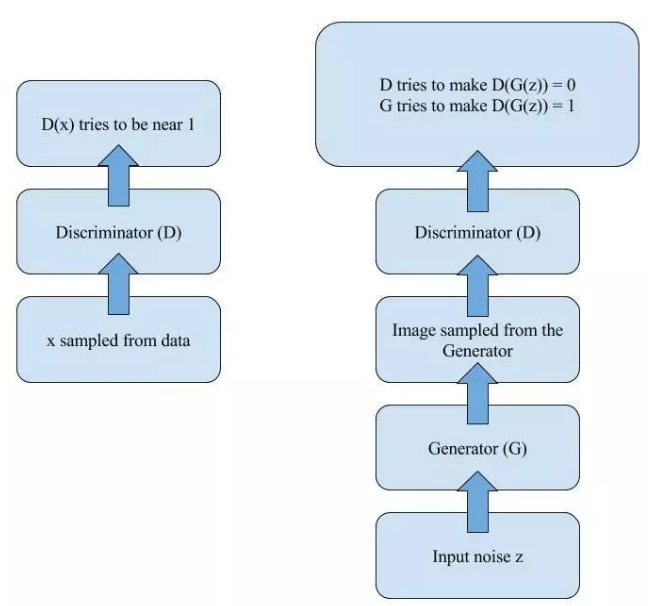 D(x) tries to be near 1
Discriminator (D)
x sampled from data
D tries to make D(G(z)) = 0
G tries to make D(G(z)) = 1
Discriminator (D)
Image sampled from the
Generator
Generator (G)
Input noise z